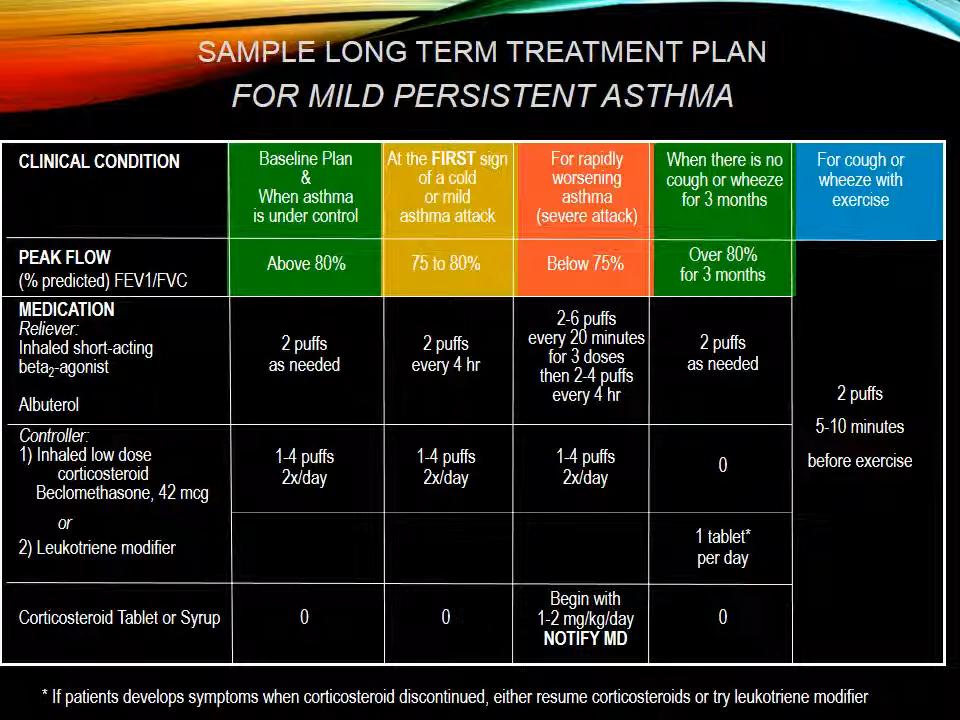 SAMPLE LONG TERM TREATMENT PLAN
FOR MILD PERSISTENT ASTHMA
CLINICAL CONDITION
Baseline Plan
&
When asthma
is under control
At the FIRST sign
of a cold
or mild
asthma attack
For rapidly
worsening
asthma
(severe attack)
When there is no
cough or wheeze
for 3 months
For cough or
wheeze with
exercise
PEAK FLOW
(% predicted) FEV1/FVC
Above 80%
75 to 80%
Below 75%
Over 80%
for 3 months
MEDICATION
Reliever:
Inhaled short-acting
beta2-agonist
Albuterol
2 puffs
as needed
2 puffs
every 4 hr
2-6 puffs
every 20 minutes
for 3 doses
then 2-4 puffs
every 4 hr
2 puffs
as needed
2 puffs
5-10 minutes
before exercise
Controller:
1) Inhaled low dose
corticosteroid
Beclomethasone, 42 mcg
or
2) Leukotriene modifier
1-4 puffs
2x/day
1-4 puffs
2x/day
1-4 puffs
2x/day
0
1 tablet*
per day
Corticosteroid Tablet or Syrup
0
0
Begin with
1-2 mg/kg/day
NOTIFY MD
0
* If patients develops symptoms when corticosteroid discontinued, either resume corticosteroids or try leukotriene modifier